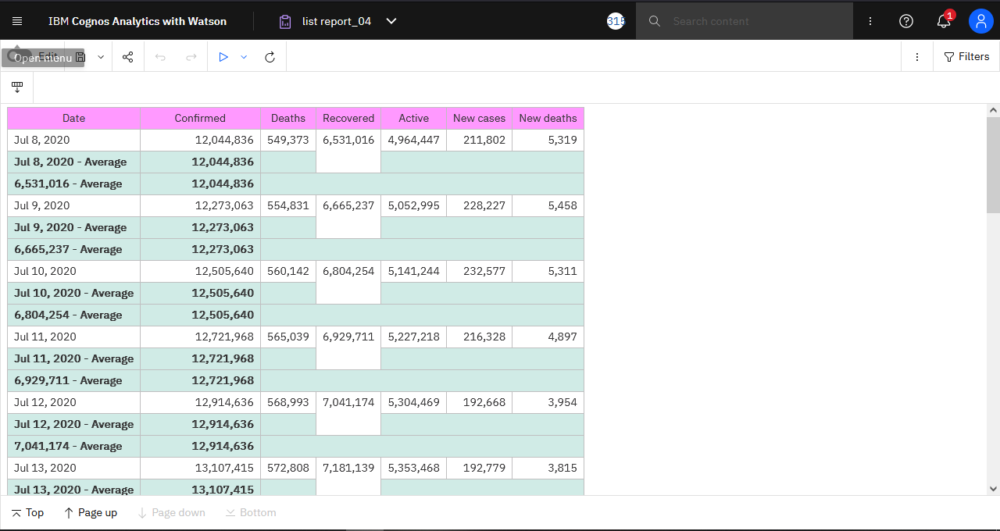 IBM Cognos Analytics with Watson
list report_04
315
Search content
1
Open menu
Edit
Filters
Date Confirmed Deaths Recovered Active New cases New deaths
Jul 8, 2020 12,044,836 549,373 6,531,016 4,964,447 211,802 5,319
Jul 8, 2020 - Average 12,044,836
6,531,016 - Average 12,044,836
Jul 9, 2020 12,273,063 554,831 6,665,237 5,052,995 228,227 5,458
Jul 9, 2020 - Average 12,273,063
6,665,237 - Average 12,273,063
Jul 10, 2020 12,505,640 560,142 6,804,254 5,141,244 232,577 5,311
Jul 10, 2020 - Average 12,505,640
6,804,254 - Average 12,505,640
Jul 11, 2020 12,721,968 565,039 6,929,711 5,227,218 216,328 4,897
Jul 11, 2020 - Average 12,721,968
6,929,711 - Average 12,721,968
Jul 12, 2020 12,914,636 568,993 7,041,174 5,304,469 192,668 3,954
Jul 12, 2020 - Average 12,914,636
7,041,174 - Average 12,914,636
Jul 13, 2020 13,107,415 572,808 7,181,139 5,353,468 192,779 3,815
Jul 13, 2020 - Average 13,107,415
Top Page up Page down Bottom